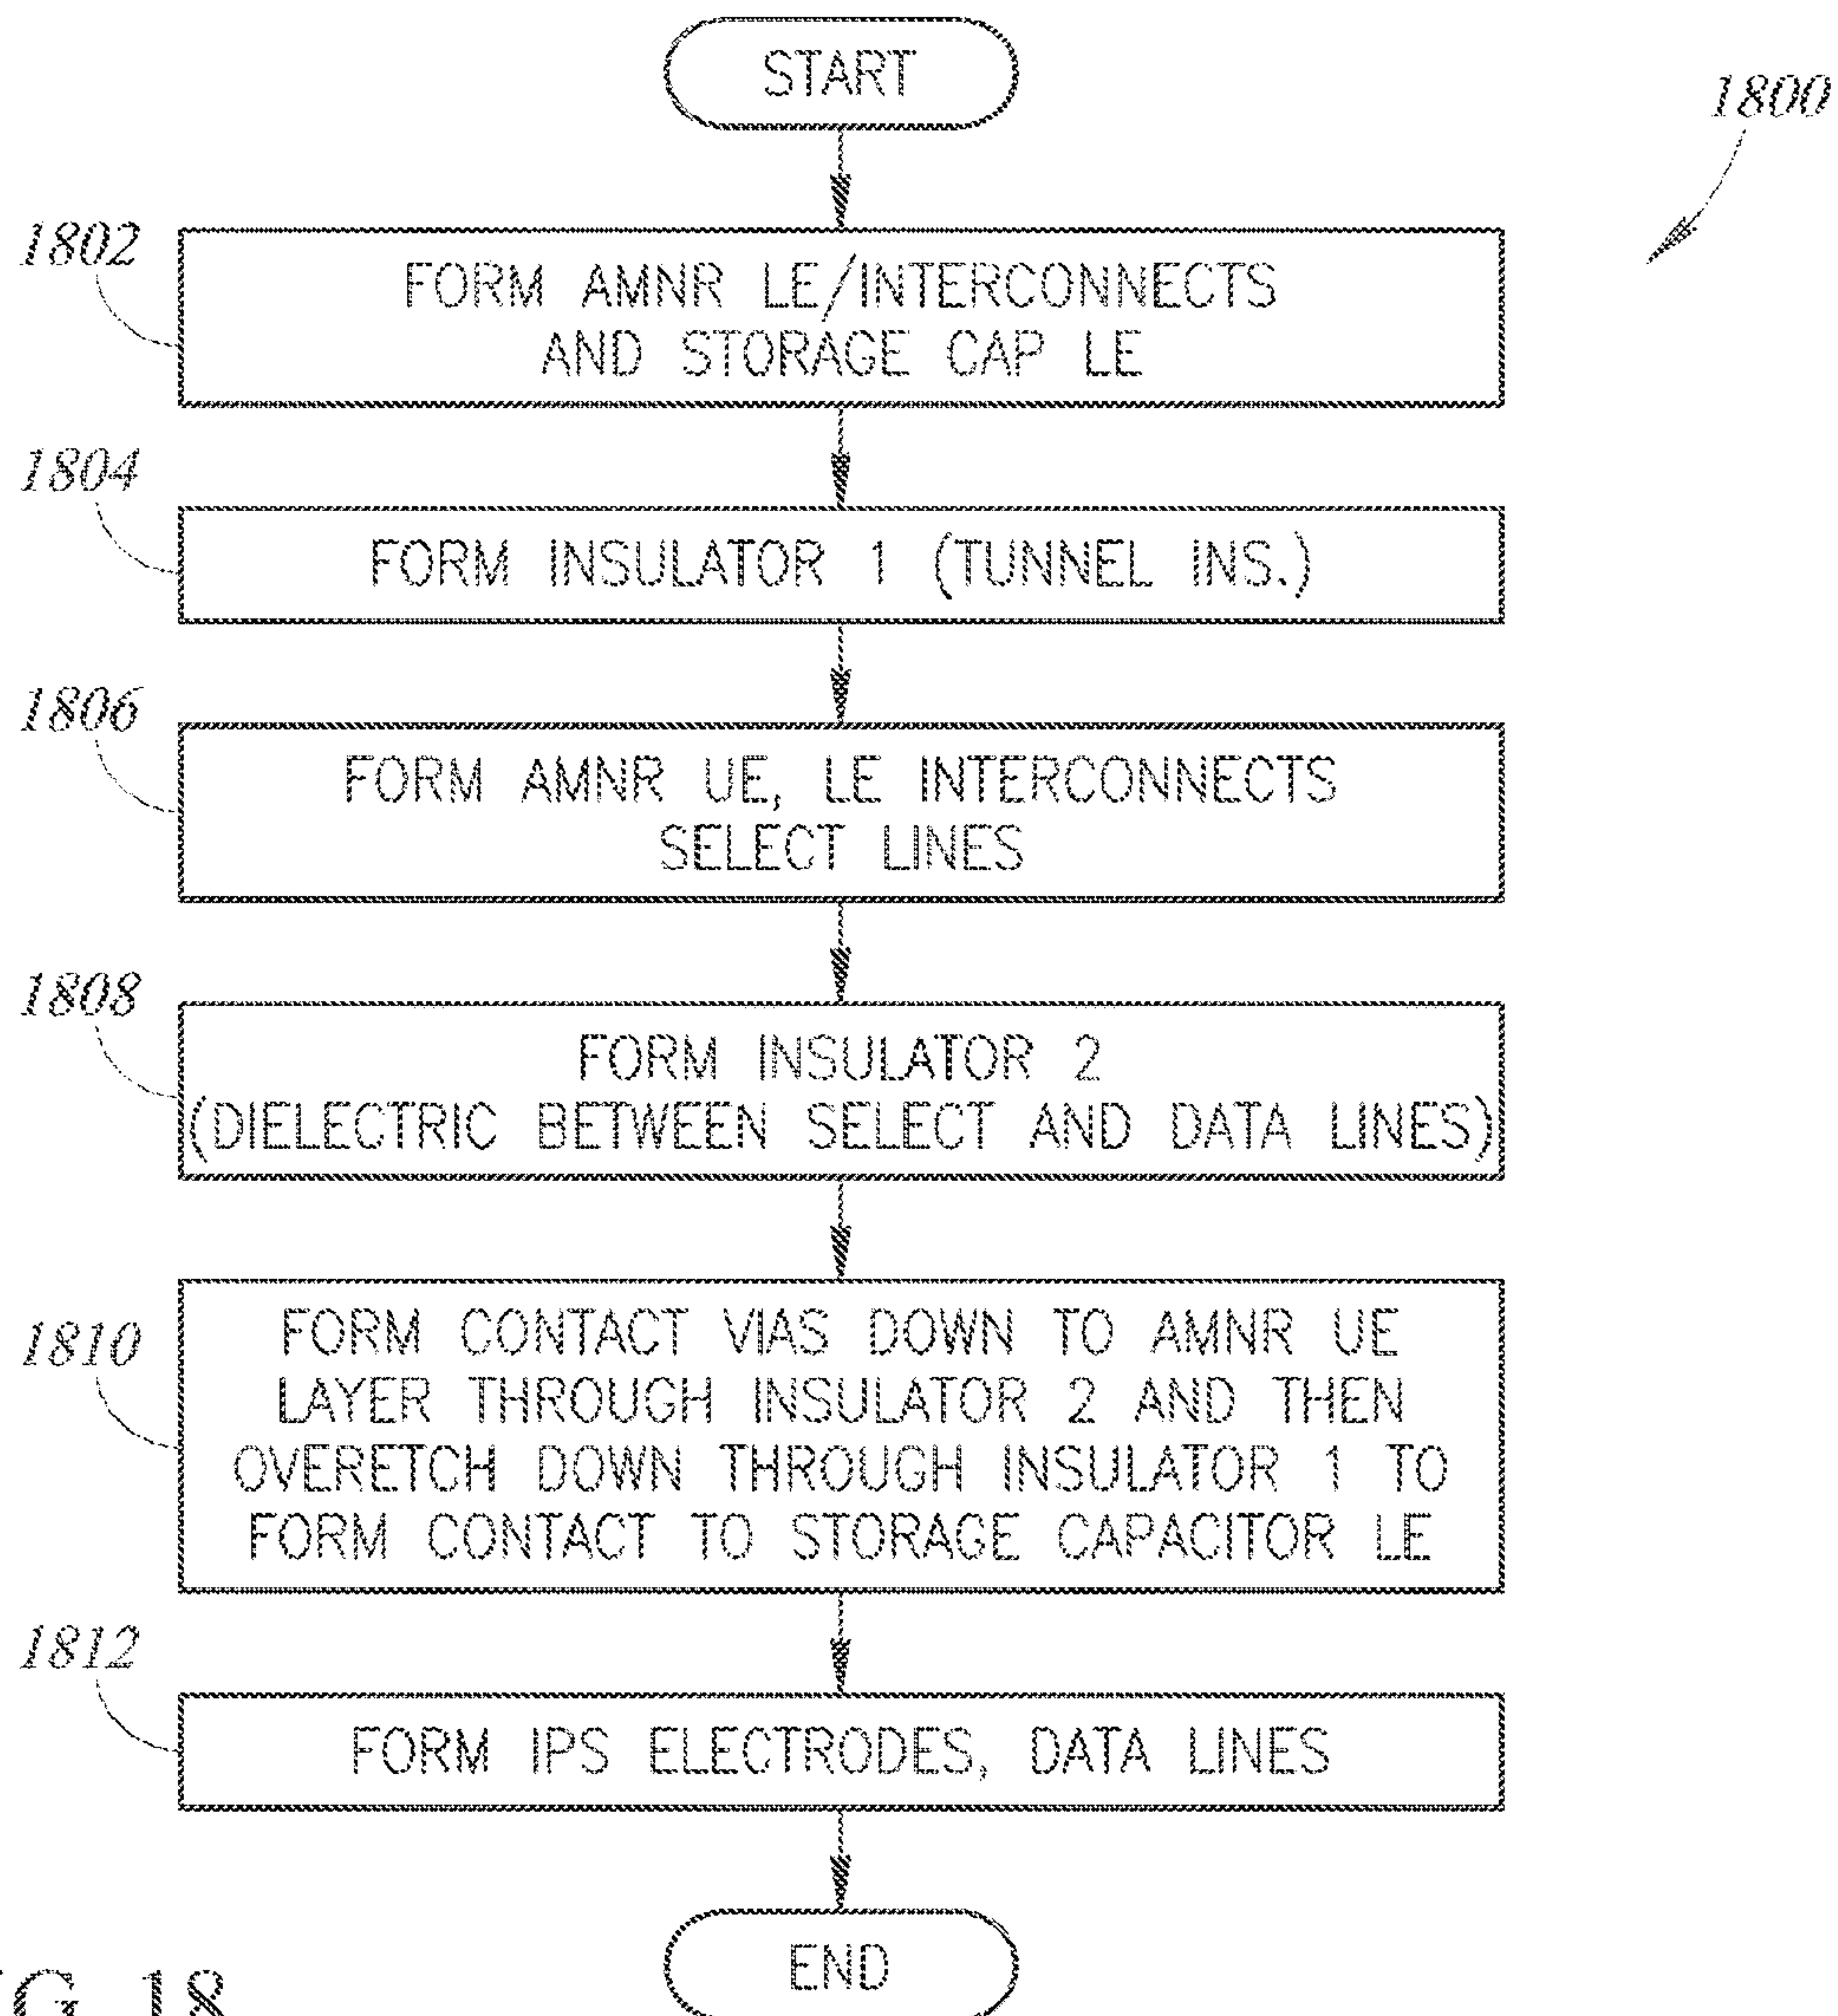 START
1800
1802
FORM AMNR LE/INTERCONNECTS
AND STORAGE CAP LE
1804
FORM INSULATOR 1 (TUNNEL INS.)
1806
FORM AMNR UE, LE INTERCONNECTS
SELECT LINES
1808
FORM INSULATOR 2
(DIELECTRIC BETWEEN SELECT AND DATA LINES)
1810
FORM CONTACT VIAS DOWN TO AMNR UE
LAYER THROUGH INSULATOR 2 AND THEN
OVERETCH DOWN THROUGH INSULATOR 1 TO
FORM CONTACT TO STORAGE CAPACITOR LE
1812
FORM IPS ELECTRODES, DATA LINES
END
18